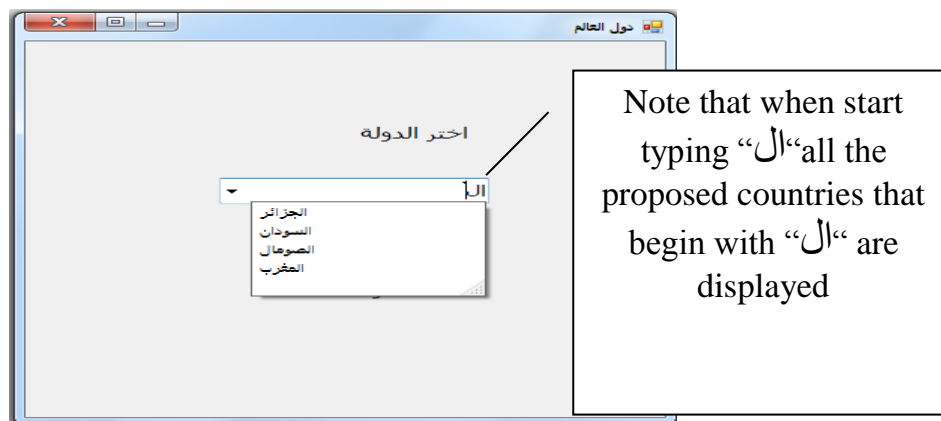 دول العالم
اختر الدولة
ال
الجزائر
السودان
الصومال
المغرب
Note that when start
typing “ال“all the
proposed countries that
begin with “ال“ are
displayed